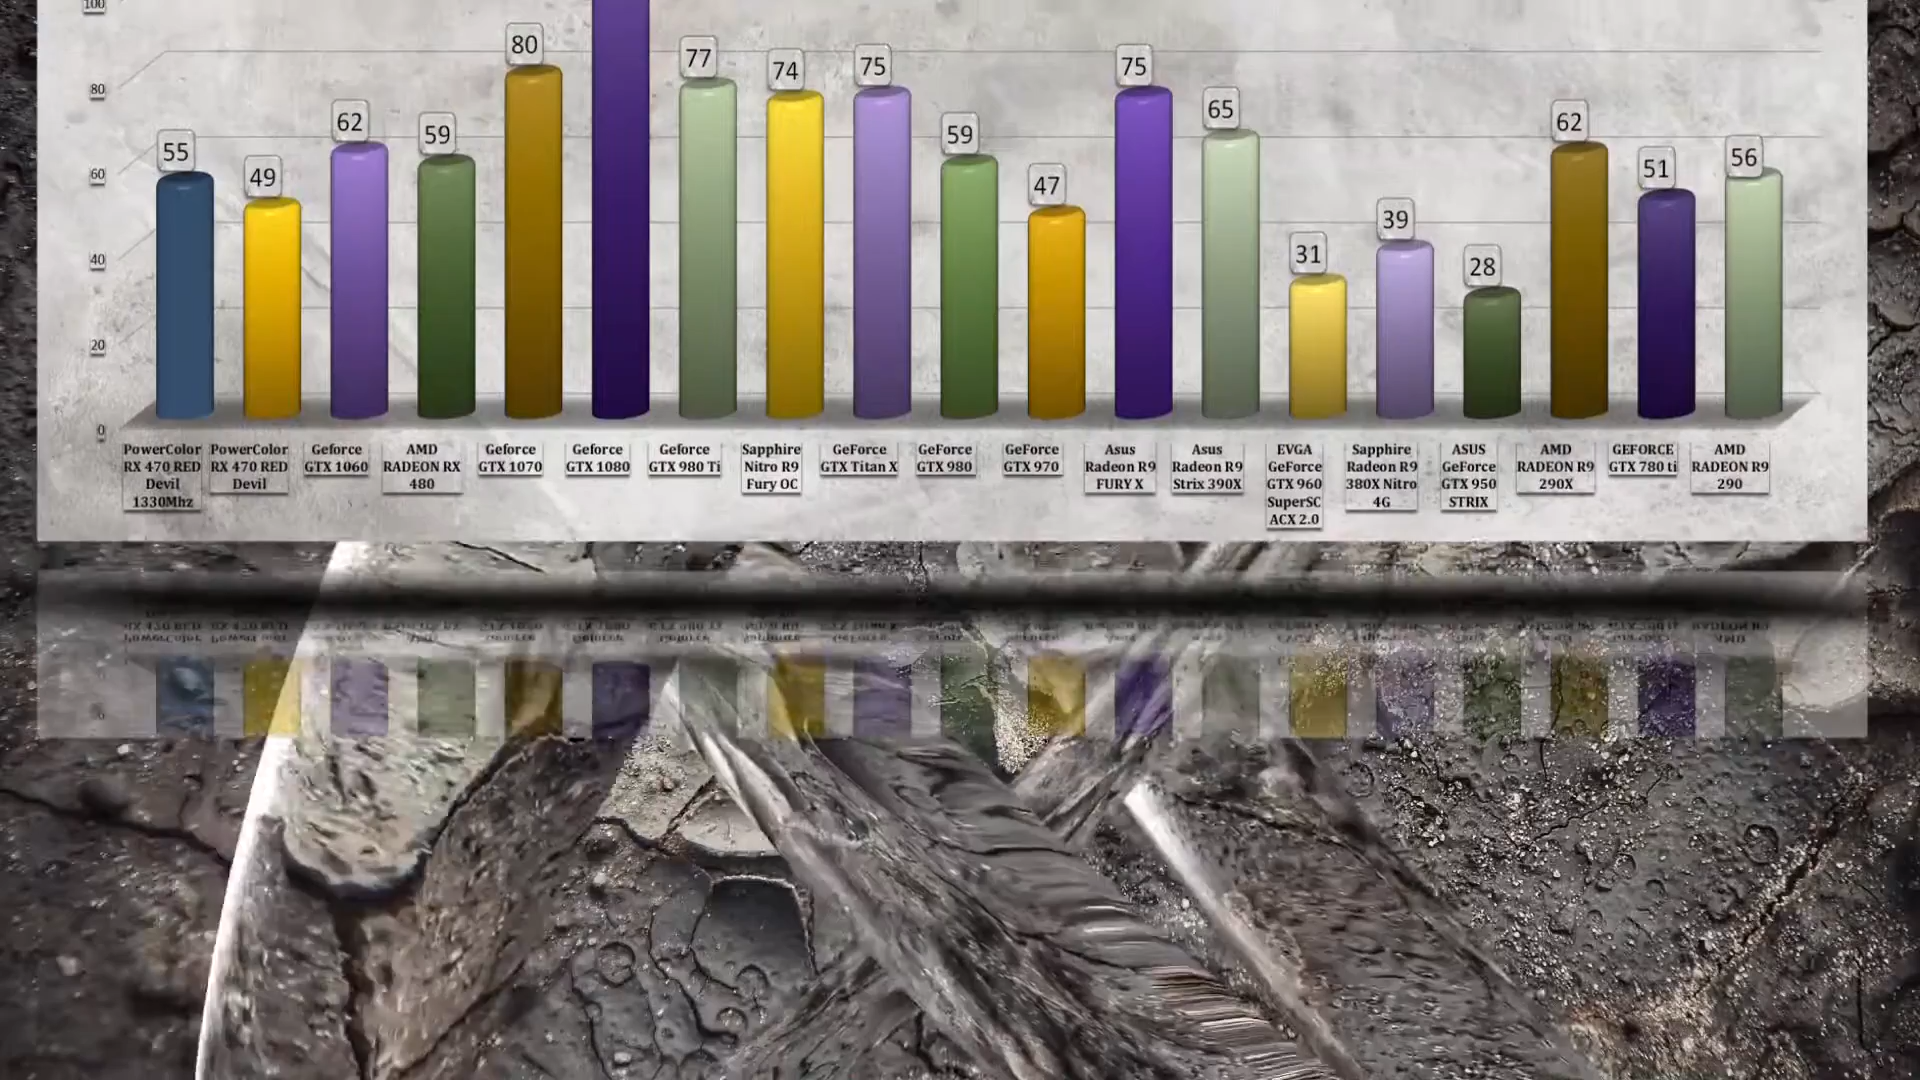 100
80
60
40
20
0
55
49
62
59
80
77
74
75
59
47
75
65
31
39
28
62
51
56
PowerColor
RX 470 RED
Devil
1330Mhz
PowerColor
RX 470 RED
Devil
Geforce
GTX 1060
AMD
RADEON RX
480
Geforce
GTX 1070
Geforce
GTX 1080
Geforce
GTX 980 Ti
Sapphire
Nitro R9
Fury OC
GeForce
GTX Titan X
GeForce
GTX 980
GeForce
GTX 970
Asus
Radeon R9
FURY X
Asus
Radeon R9
Strix 390X
EVGA
GeForce
GTX 960
SuperSC
ACX 2.0
Sapphire
Radeon R9
380X Nitro
4G
ASUS
GeForce
GTX 950
STRIX
AMD
RADEON R9
290X
GEFORCE
GTX 780 ti
AMD
RADEON R9
290